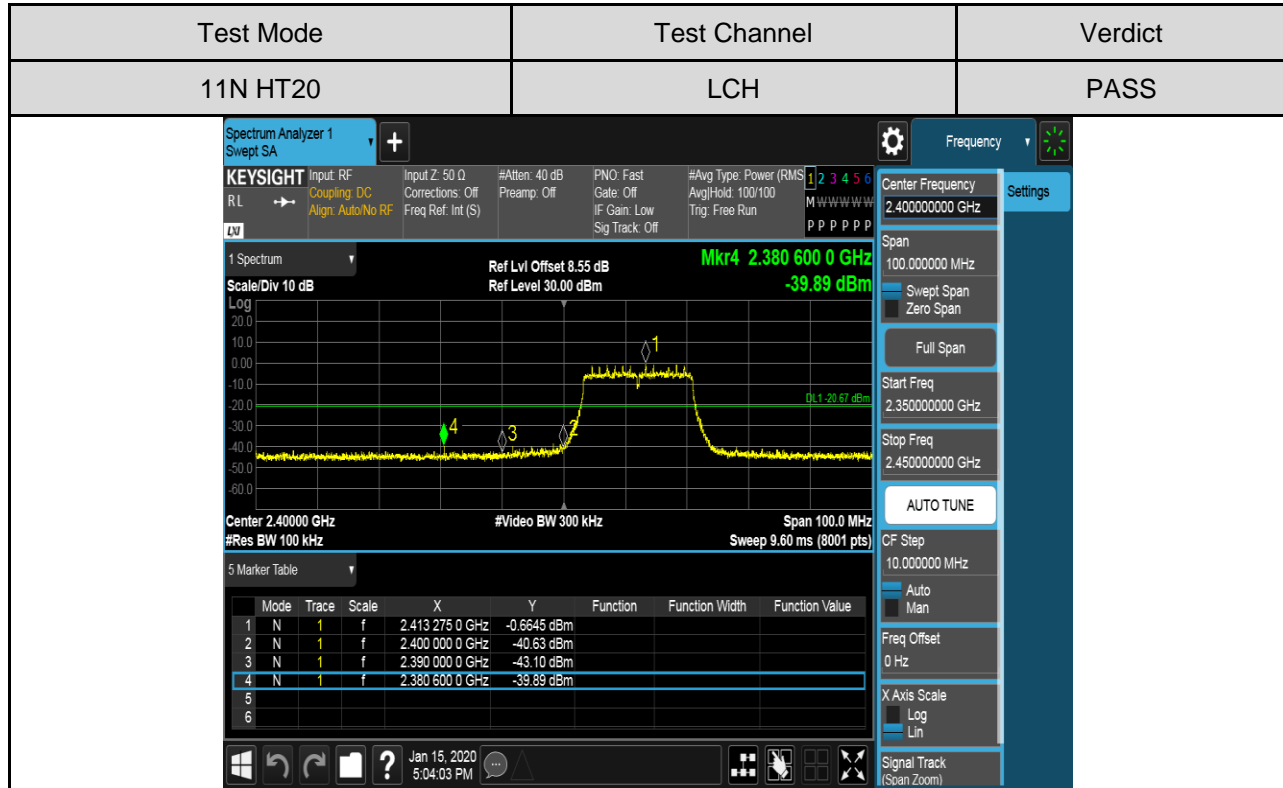 Test Mode Test Channel Verdict
11N HT20 LCH PASS
Spectrum Analyzer 1
Swept SA
+
Frequency
KEYSIGHT
RL
LXI
Input: RF
Coupling: DC
Align: Auto/No RF
Input Z: 50 Ω
Corrections: Off
Freq Ref: Int (S)
#Atten: 40 dB
Preamp: Off
PNO: Fast
Gate: Off
IF Gain: Low
Sig Track: Off
#Avg Type: Power (RMS
Avg|Hold: 100/100
Trig: Free Run
1 2 3 4 5 6
M W W W W W
P P P P P P
1 Spectrum
Scale/Div 10 dB
Ref Lvl Offset 8.55 dB
Ref Level 30.00 dBm
Mkr4 2.380 600 0 GHz
-39.89 dBm
Log
20.0
10.0
0.00
-10.0
-20.0
-30.0
-40.0
-50.0
-60.0
1
DL1 -20.67 dBm
4
3
2
Center 2.40000 GHz #Video BW 300 kHz Span 100.0 MHz
#Res BW 100 kHz Sweep 9.60 ms (8001 pts)
5 Marker Table
Mode Trace Scale X Y Function Function Width Function Value
1 N 1 f 2.413 275 0 GHz -0.6645 dBm
2 N 1 f 2.400 000 0 GHz -40.63 dBm
3 N 1 f 2.390 000 0 GHz -43.10 dBm
4 N 1 f 2.380 600 0 GHz -39.89 dBm
5
6
?
Jan 15, 2020
5:04:03 PM
Center Frequency
2.400000000 GHz
Settings
Span
100.000000 MHz
Swept Span
Zero Span
Full Span
Start Freq
2.350000000 GHz
Stop Freq
2.450000000 GHz
AUTO TUNE
CF Step
10.000000 MHz
Auto
Man
Freq Offset
0 Hz
X Axis Scale
Log
Lin
Signal Track
(Span Zoom)